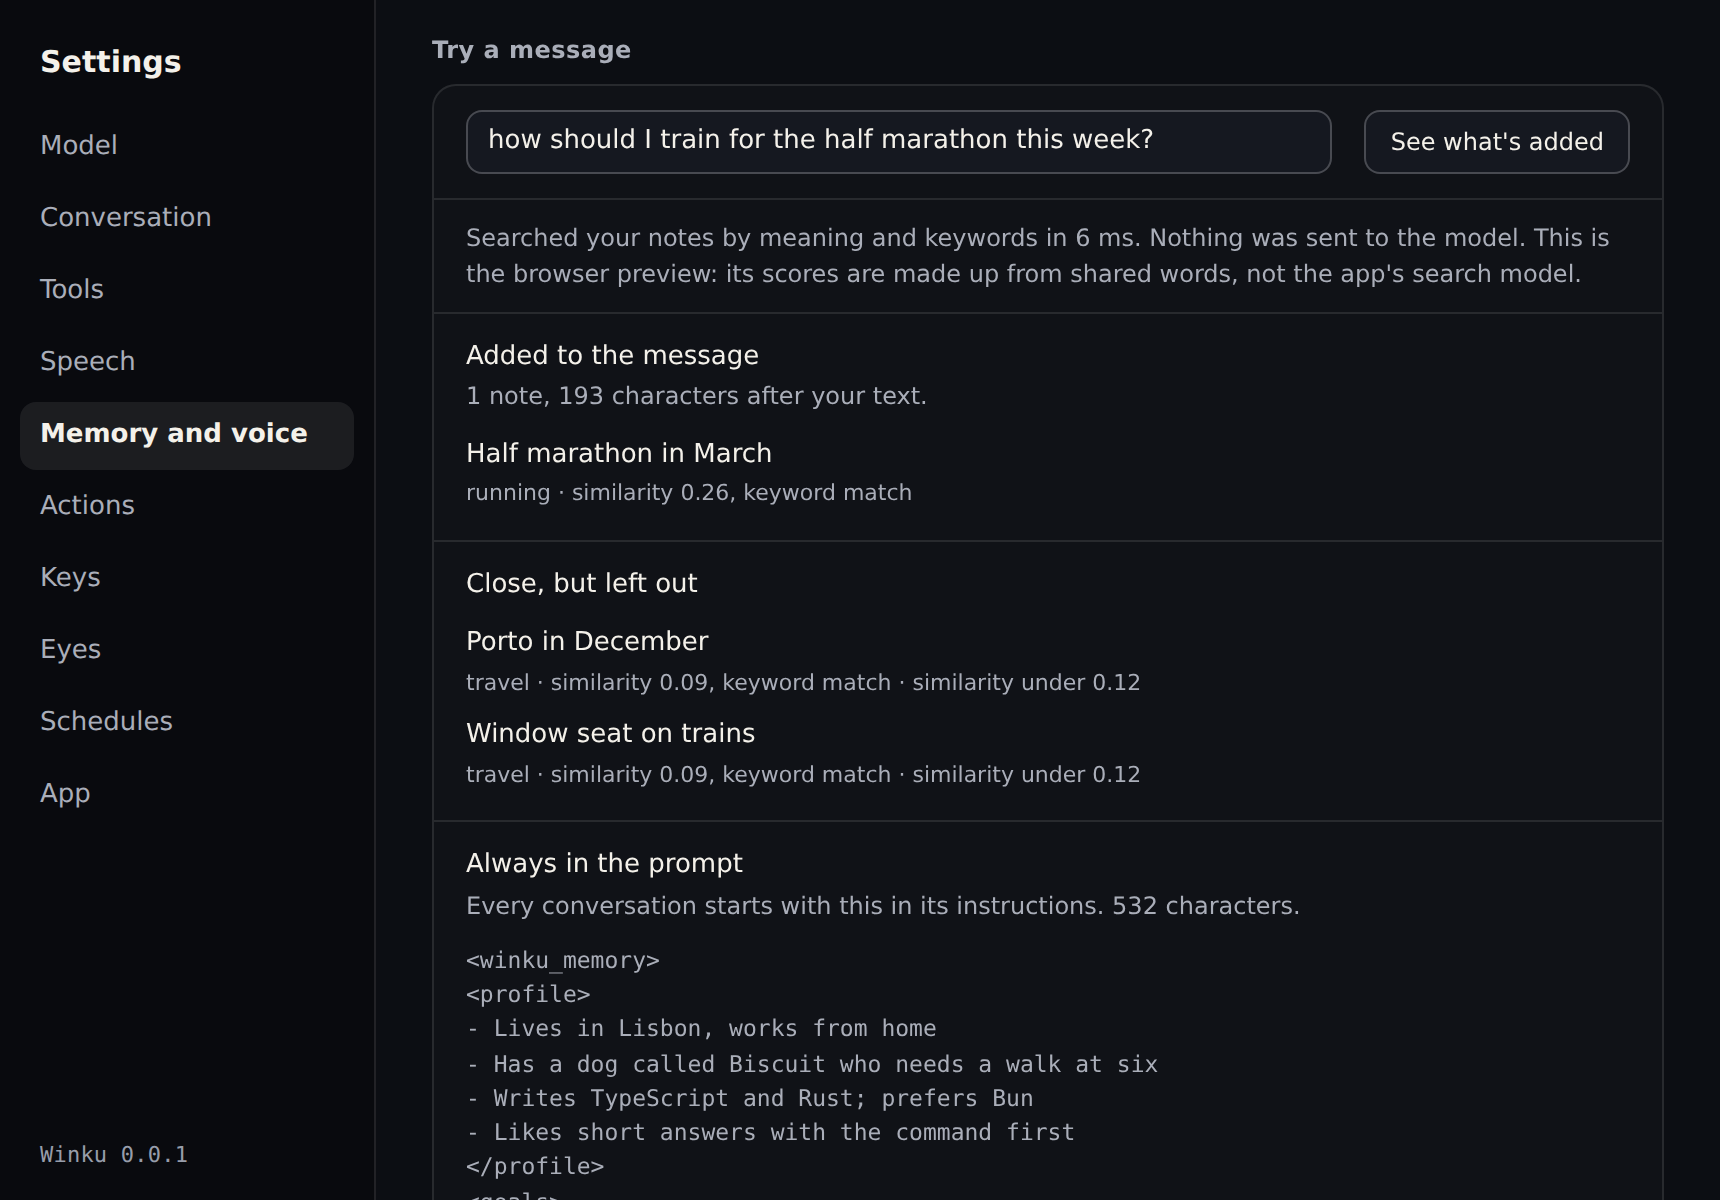 Settings
Model
Conversation
Tools
Speech
Memory and voice
Actions
Keys
Eyes
Schedules
App
Winku 0.0.1
Try a message
how should I train for the half marathon this week?
See what's added
Searched your notes by meaning and keywords in 6 ms. Nothing was sent to the model. This is
the browser preview: its scores are made up from shared words, not the app's search model.
Added to the message
1 note, 193 characters after your text.
Half marathon in March
running · similarity 0.26, keyword match
Close, but left out
Porto in December
travel · similarity 0.09, keyword match · similarity under 0.12
Window seat on trains
travel · similarity 0.09, keyword match · similarity under 0.12
Always in the prompt
Every conversation starts with this in its instructions. 532 characters.
<winku_memory>
<profile>
- Lives in Lisbon, works from home
- Has a dog called Biscuit who needs a walk at six
- Writes TypeScript and Rust; prefers Bun
- Likes short answers with the command first
</profile>
<goals>